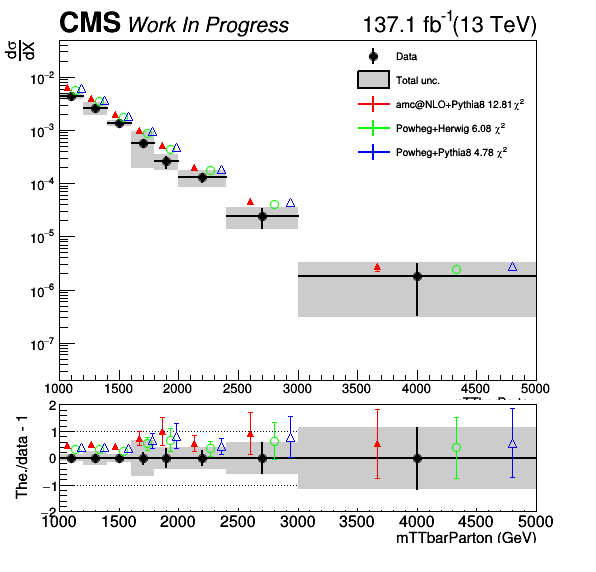 CMS Work In Progress 137.1 fb⁻¹(13 TeV)
dσ
dX
Data
Total unc.
amc@NLO+Pythia8 12.81 χ²
Powheg+Herwig 6.08 χ²
Powheg+Pythia8 4.78 χ²
10⁻²
10⁻³
10⁻⁴
10⁻⁵
10⁻⁶
10⁻⁷
1000 1500 2000 2500 3000 3500 4000 4500 5000
The./data - 1
2
1
0
−1
−2
1000 1500 2000 2500 3000 3500 4000 4500 5000
mTTbarParton (GeV)